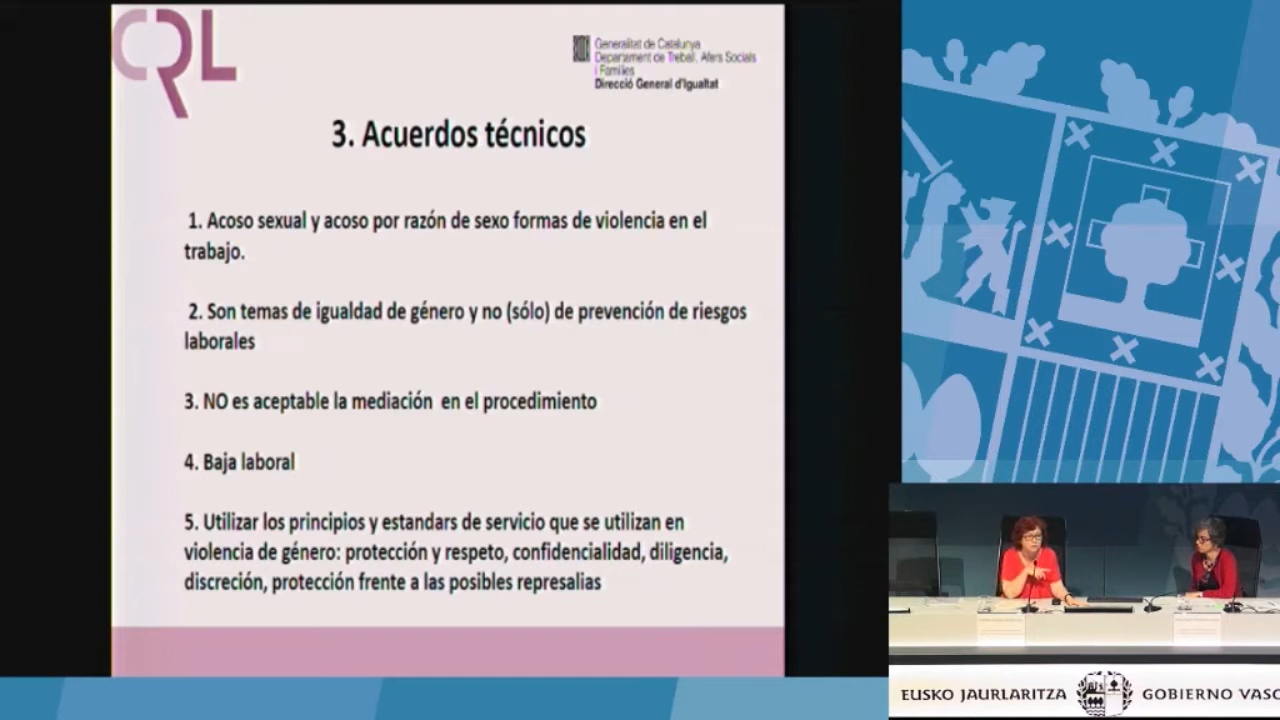 CRL
Generalitat de Catalunya
Departament de Treball, Afers Socials
i Famílies
Direcció General d'Igualtat
3. Acuerdos técnicos
1. Acoso sexual y acoso por razón de sexo formas de violencia en el
trabajo.
2. Son temas de igualdad de género y no (sólo) de prevención de riesgos
laborales
3. NO es aceptable la mediación en el procedimiento
4. Baja laboral
5. Utilizar los principios y estandars de servicio que se utilizan en
violencia de género: protección y respeto, confidencialidad, diligencia,
discreción, protección frente a las posibles represalias
EUSKO JAURLARITZA GOBIERNO VASC